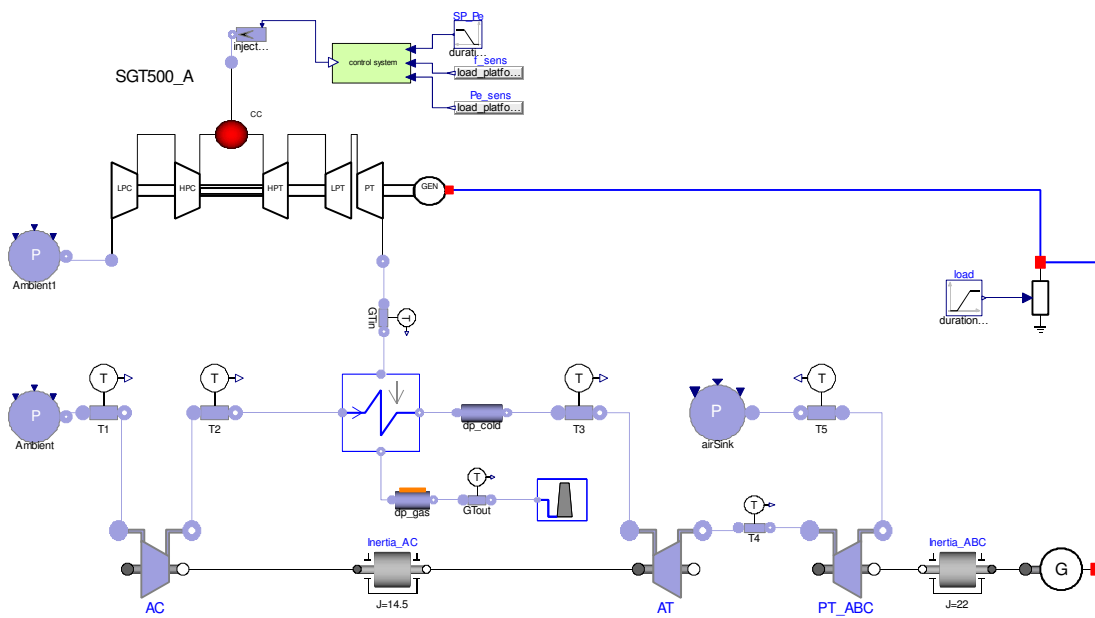 SP_Pe
injec...
durati...
f_sens
control system
load_platfo...
SGT500_A
Pe_sens
load_platfo...
CC
LPC
HPC
HPT
LPT
PT
GEN
P
Ambient1
load
GTin
T
duration...
T
T
T
T
P
P
T1
T2
dp_cold
T3
airSink
T5
Ambient
T
dp_gas
GTout
T
T4
Inertia_AC
Inertia_ABC
G
J=14.5
J=22
AC
AT
PT_ABC